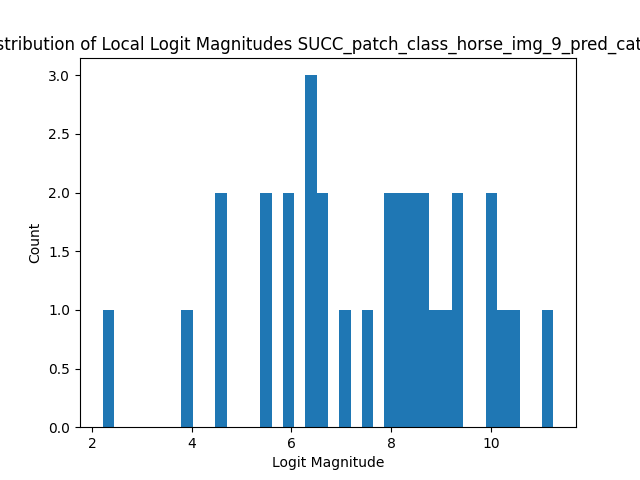 stribution of Local Logit Magnitudes SUCC_patch_class_horse_img_9_pred_cat
3.0
2.5
2.0
1.5
1.0
0.5
0.0
Count
2 4 6 8 10
Logit Magnitude